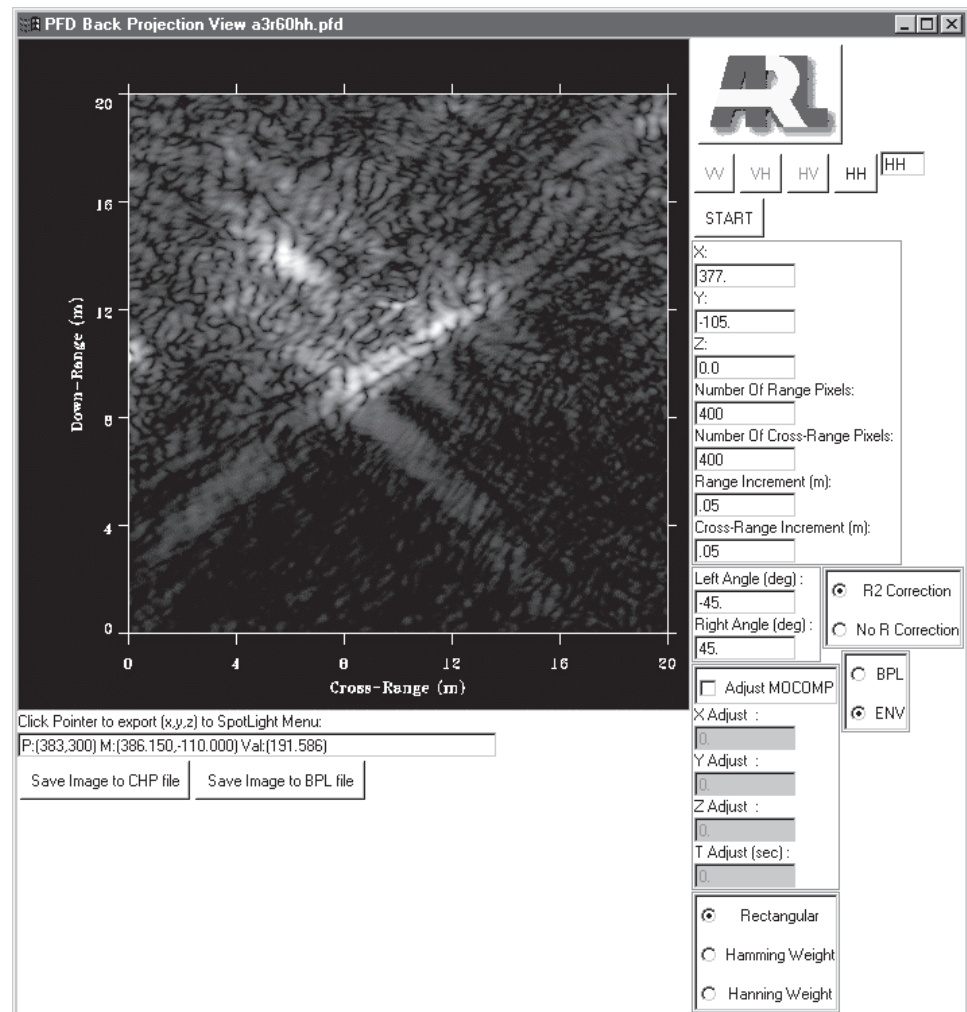 PFD Back Projection View a3r60hh.pfd
ARL
VV VH HV HH HH
START
X:
377.
Y:
-105.
Z:
0.0
Number Of Range Pixels:
400
Number Of Cross-Range Pixels:
400
Range Increment (m):
.05
Cross-Range Increment (m):
.05
Left Angle (deg) :
-45.
Right Angle (deg) :
45.
R2 Correction
No R Correction
BPL
ENV
Adjust MOCOMP
X Adjust :
0.
Y Adjust :
0.
Z Adjust :
0.
T Adjust (sec) :
0.
Rectangular
Hamming Weight
Hanning Weight
20
16
12
8
4
0
Down-Range (m)
0 4 8 12 16 20
Cross-Range (m)
Click Pointer to export (x,y,z) to SpotLight Menu:
P:(383,300) M:(386.150,-110.000) Val:(191.586)
Save Image to CHP file Save Image to BPL file